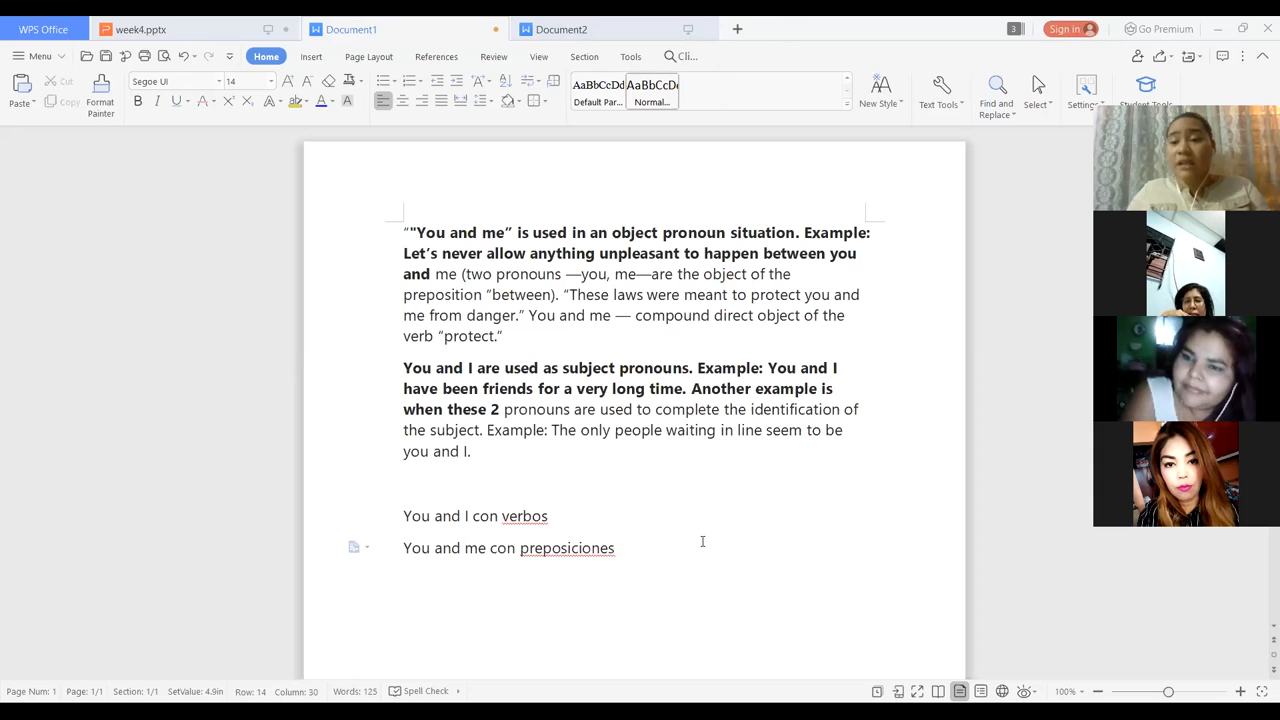 WPS Office
week4.pptx
Document1
Document2
3
Sign in
Go Premium
Menu
Home
Insert
Page Layout
References
Review
View
Section
Tools
Cli...
Paste
Cut
Copy
Format
Painter
Segoe UI
14
AaBbCcDd
Default Par...
AaBbCcDd
Normal...
New Style
Text Tools
Find and
Replace
Select
Settings
Student Tools
“"You and me” is used in an object pronoun situation. Example:
Let’s never allow anything unpleasant to happen between you
and me (two pronouns —you, me—are the object of the
preposition “between). “These laws were meant to protect you and
me from danger.” You and me — compound direct object of the
verb “protect.”
You and I are used as subject pronouns. Example: You and I
have been friends for a very long time. Another example is
when these 2 pronouns are used to complete the identification of
the subject. Example: The only people waiting in line seem to be
you and I.
You and I con verbos
You and me con preposiciones
Page Num: 1
Page: 1/1
Section: 1/1
SetValue: 4.9in
Row: 14
Column: 30
Words: 125
Spell Check
100%